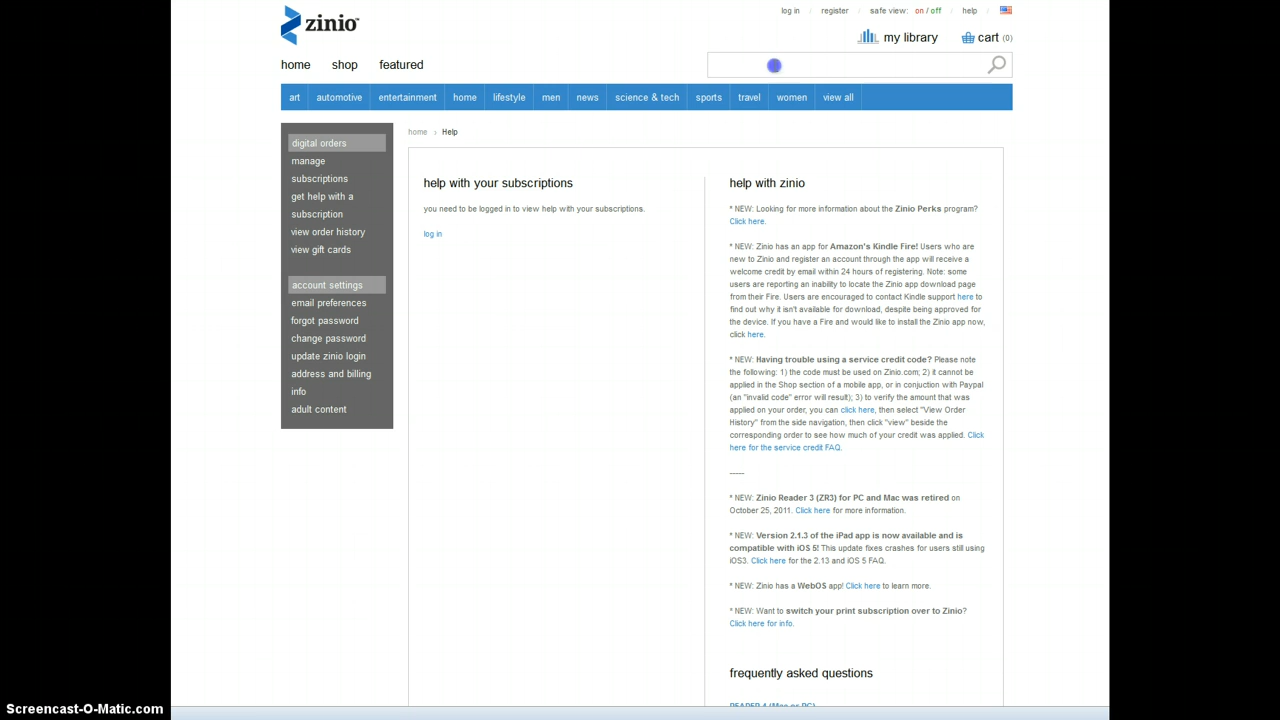 zinio™
log in / register / safe view: on / off / help /
my library cart (0)
home shop featured
art automotive entertainment home lifestyle men news science & tech sports travel women view all
digital orders
manage
subscriptions
get help with a
subscription
view order history
view gift cards
account settings
email preferences
forgot password
change password
update zinio login
address and billing
info
adult content
home › Help
help with your subscriptions
you need to be logged in to view help with your subscriptions.
log in
help with zinio
* NEW: Looking for more information about the Zinio Perks program?
Click here.
* NEW: Zinio has an app for Amazon's Kindle Fire! Users who are
new to Zinio and register an account through the app will receive a
welcome credit by email within 24 hours of registering. Note: some
users are reporting an inability to locate the Zinio app download page
from their Fire. Users are encouraged to contact Kindle support here to
find out why it isn't available for download, despite being approved for
the device. If you have a Fire and would like to install the Zinio app now,
click here.
* NEW: Having trouble using a service credit code? Please note
the following: 1) the code must be used on Zinio.com; 2) it cannot be
applied in the Shop section of a mobile app, or in conjuction with Paypal
(an "invalid code" error will result); 3) to verify the amount that was
applied on your order, you can click here, then select "View Order
History" from the side navigation, then click "view" beside the
corresponding order to see how much of your credit was applied. Click
here for the service credit FAQ.
------
* NEW: Zinio Reader 3 (ZR3) for PC and Mac was retired on
October 25, 2011. Click here for more information.
* NEW: Version 2.1.3 of the iPad app is now available and is
compatible with iOS 5! This update fixes crashes for users still using
iOS3. Click here for the 2.13 and iOS 5 FAQ.
* NEW: Zinio has a WebOS app! Click here to learn more.
* NEW: Want to switch your print subscription over to Zinio?
Click here for info.
frequently asked questions
READER 4 (Mac or PC)
Screencast-O-Matic.com